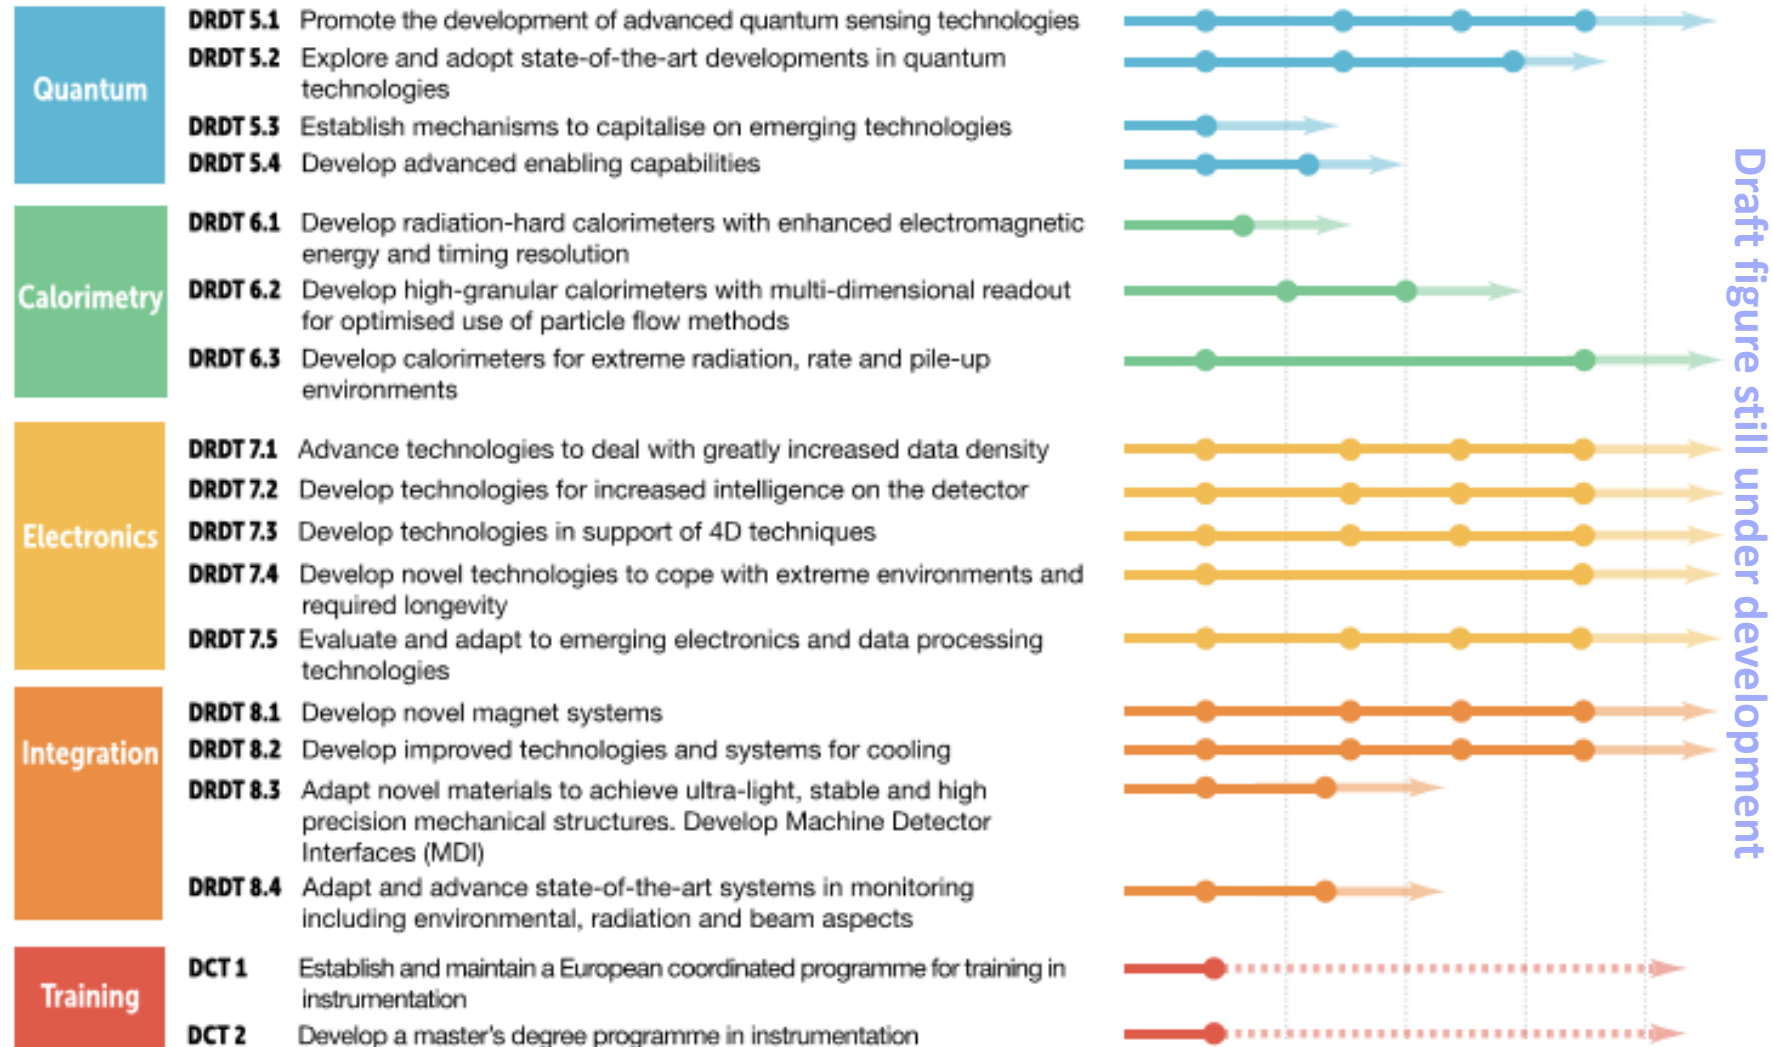 Quantum
DRDT 5.1 Promote the development of advanced quantum sensing technologies
DRDT 5.2 Explore and adopt state-of-the-art developments in quantum
technologies
DRDT 5.3 Establish mechanisms to capitalise on emerging technologies
DRDT 5.4 Develop advanced enabling capabilities
Calorimetry
DRDT 6.1 Develop radiation-hard calorimeters with enhanced electromagnetic
energy and timing resolution
DRDT 6.2 Develop high-granular calorimeters with multi-dimensional readout
for optimised use of particle flow methods
DRDT 6.3 Develop calorimeters for extreme radiation, rate and pile-up
environments
Electronics
DRDT 7.1 Advance technologies to deal with greatly increased data density
DRDT 7.2 Develop technologies for increased intelligence on the detector
DRDT 7.3 Develop technologies in support of 4D techniques
DRDT 7.4 Develop novel technologies to cope with extreme environments and
required longevity
DRDT 7.5 Evaluate and adapt to emerging electronics and data processing
technologies
Integration
DRDT 8.1 Develop novel magnet systems
DRDT 8.2 Develop improved technologies and systems for cooling
DRDT 8.3 Adapt novel materials to achieve ultra-light, stable and high
precision mechanical structures. Develop Machine Detector
Interfaces (MDI)
DRDT 8.4 Adapt and advance state-of-the-art systems in monitoring
including environmental, radiation and beam aspects
Training
DCT 1 Establish and maintain a European coordinated programme for training in
instrumentation
DCT 2 Develop a master's degree programme in instrumentation
Draft figure still under development